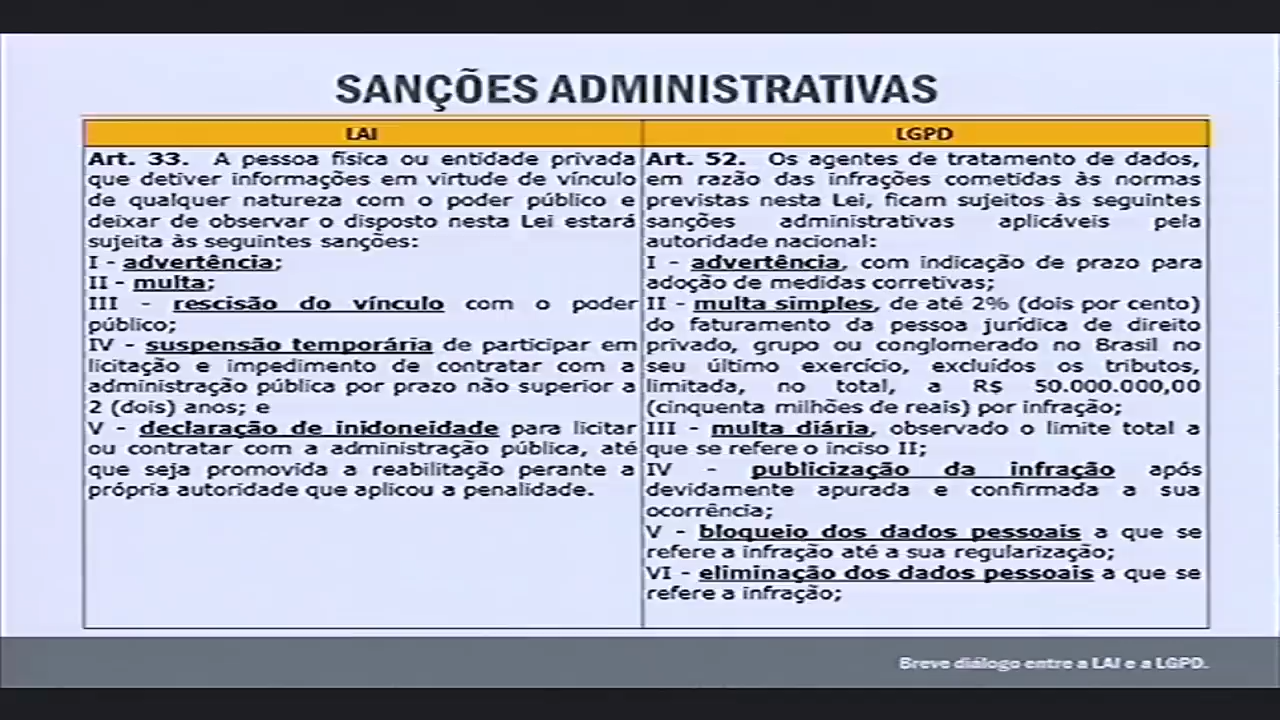 SANÇÕES ADMINISTRATIVAS
LAI
Art. 33. A pessoa física ou entidade privada
que detiver informações em virtude de vínculo
de qualquer natureza com o poder público e
deixar de observar o disposto nesta Lei estará
sujeita às seguintes sanções:
I - advertência;
II - multa;
III - rescisão do vínculo com o poder
público;
IV - suspensão temporária de participar em
licitação e impedimento de contratar com a
administração pública por prazo não superior a
2 (dois) anos; e
V - declaração de inidoneidade para licitar
ou contratar com a administração pública, até
que seja promovida a reabilitação perante a
própria autoridade que aplicou a penalidade.
LGPD
Art. 52. Os agentes de tratamento de dados,
em razão das infrações cometidas às normas
previstas nesta Lei, ficam sujeitos às seguintes
sanções administrativas aplicáveis pela
autoridade nacional:
I - advertência, com indicação de prazo para
adoção de medidas corretivas;
II - multa simples, de até 2% (dois por cento)
do faturamento da pessoa jurídica de direito
privado, grupo ou conglomerado no Brasil no
seu último exercício, excluídos os tributos,
limitada, no total, a R$ 50.000.000,00
(cinquenta milhões de reais) por infração;
III - multa diária, observado o limite total a
que se refere o inciso II;
IV - publicização da infração após
devidamente apurada e confirmada a sua
ocorrência;
V - bloqueio dos dados pessoais a que se
refere a infração até a sua regularização;
VI - eliminação dos dados pessoais a que se
refere a infração;
Breve diálogo entre a LAI e a LGPD.